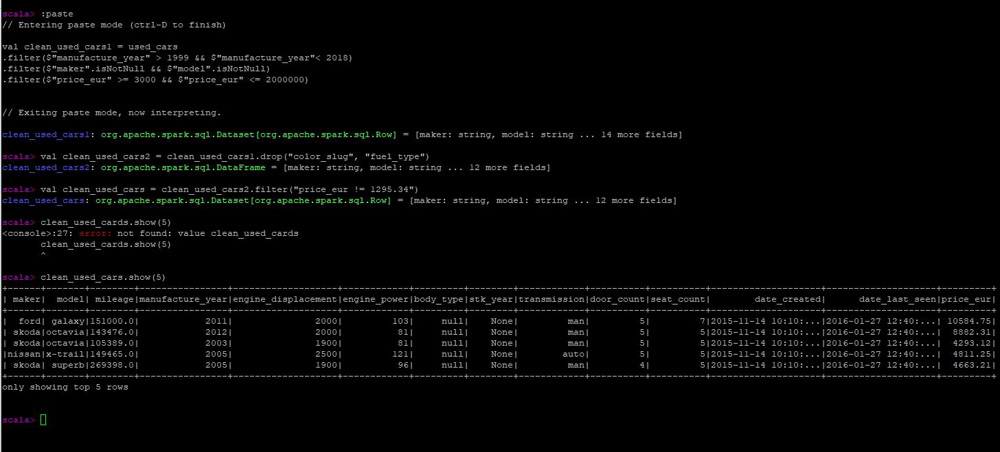 scala> :paste
// Entering paste mode (ctrl-D to finish)
val clean_used_cars1 = used_cars
.filter($"manufacture_year" > 1999 && $"manufacture_year"< 2018)
.filter($"maker".isNotNull && $"model".isNotNull)
.filter($"price_eur" >= 3000 && $"price_eur" <= 2000000)
// Exiting paste mode, now interpreting.
clean_used_cars1: org.apache.spark.sql.Dataset[org.apache.spark.sql.Row] = [maker: string, model: string ... 14 more fields]
scala> val clean_used_cars2 = clean_used_cars1.drop("color_slug", "fuel_type")
clean_used_cars2: org.apache.spark.sql.DataFrame = [maker: string, model: string ... 12 more fields]
scala> val clean_used_cars = clean_used_cars2.filter("price_eur != 1295.34")
clean_used_cars: org.apache.spark.sql.Dataset[org.apache.spark.sql.Row] = [maker: string, model: string ... 12 more fields]
scala> clean_used_cards.show(5)
<console>:27: error: not found: value clean_used_cards
       clean_used_cards.show(5)
       ^
scala> clean_used_cars.show(5)
+------+-------+--------+----------------+-------------------+------------+---------+--------+------------+----------+----------+--------------------+--------------------+---------+
| maker|  model| mileage|manufacture_year|engine_displacement|engine_power|body_type|stk_year|transmission|door_count|seat_count|        date_created|      date_last_seen|price_eur|
+------+-------+--------+----------------+-------------------+------------+---------+--------+------------+----------+----------+--------------------+--------------------+---------+
|  ford| galaxy|151000.0|            2011|               2000|         103|     null|    None|         man|         5|         7|2015-11-14 10:10:...|2016-01-27 12:40:...| 10584.75|
| skoda|octavia|143476.0|            2012|               2000|          81|     null|    None|         man|         5|         5|2015-11-14 10:10:...|2016-01-27 12:40:...|  8882.31|
| skoda|octavia|105389.0|            2003|               1900|          81|     null|    None|         man|         5|         5|2015-11-14 10:10:...|2016-01-27 12:40:...|  4293.12|
|nissan|x-trail|149465.0|            2005|               2500|         121|     null|    None|        auto|         5|         5|2015-11-14 10:10:...|2016-01-27 12:40:...|  4811.25|
| skoda| superb|269398.0|            2005|               1900|          96|     null|    None|         man|         4|         5|2015-11-14 10:10:...|2016-01-27 12:40:...|  4663.21|
+------+-------+--------+----------------+-------------------+------------+---------+--------+------------+----------+----------+--------------------+--------------------+---------+
only showing top 5 rows
scala>